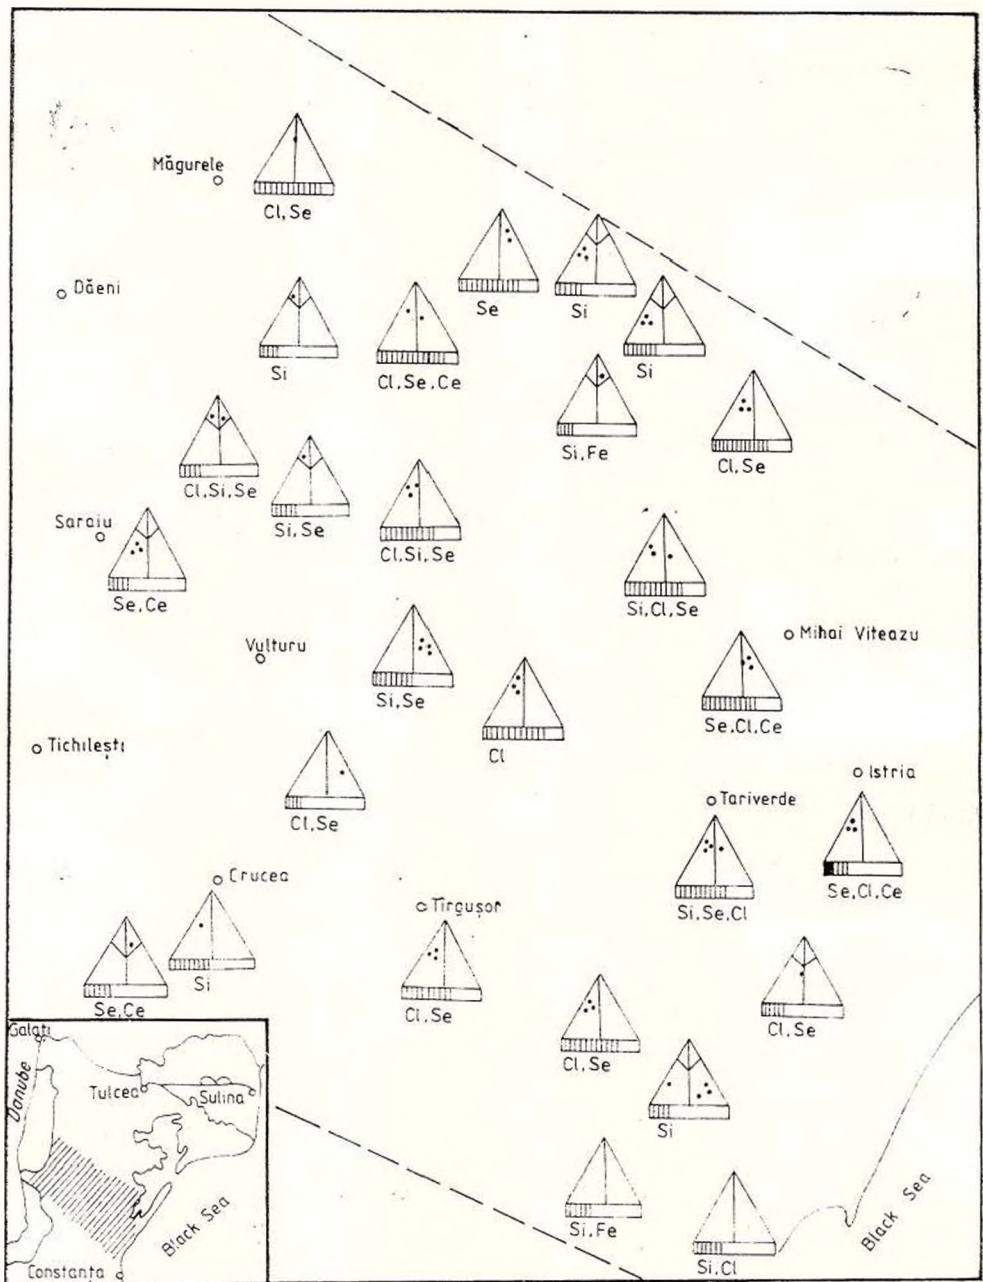 Măgurele
Cl,Se
Dăeni
Se
Si
Si
Cl,Se,Ce
Si
Si,Fe
Cl,Se
Cl,Si,Se
Si,Se
Cl,Si,Se
Saraiu
Se,Ce
Si,Cl,Se
Vulturu
Mihai Viteazu
Si,Se
Se,Cl,Ce
Cl
Tichilești
Istria
Tariverde
Cl,Se
Se,Cl,Ce
Crucea
Tîrgușor
Si,Se,Cl
Si
Se,Ce
Cl,Se
Cl,Se
Cl,Se
Si
Si,Fe
Si,Cl
Black Sea
Galați
Danube
Tulcea
Sulina
Black Sea
Constanța